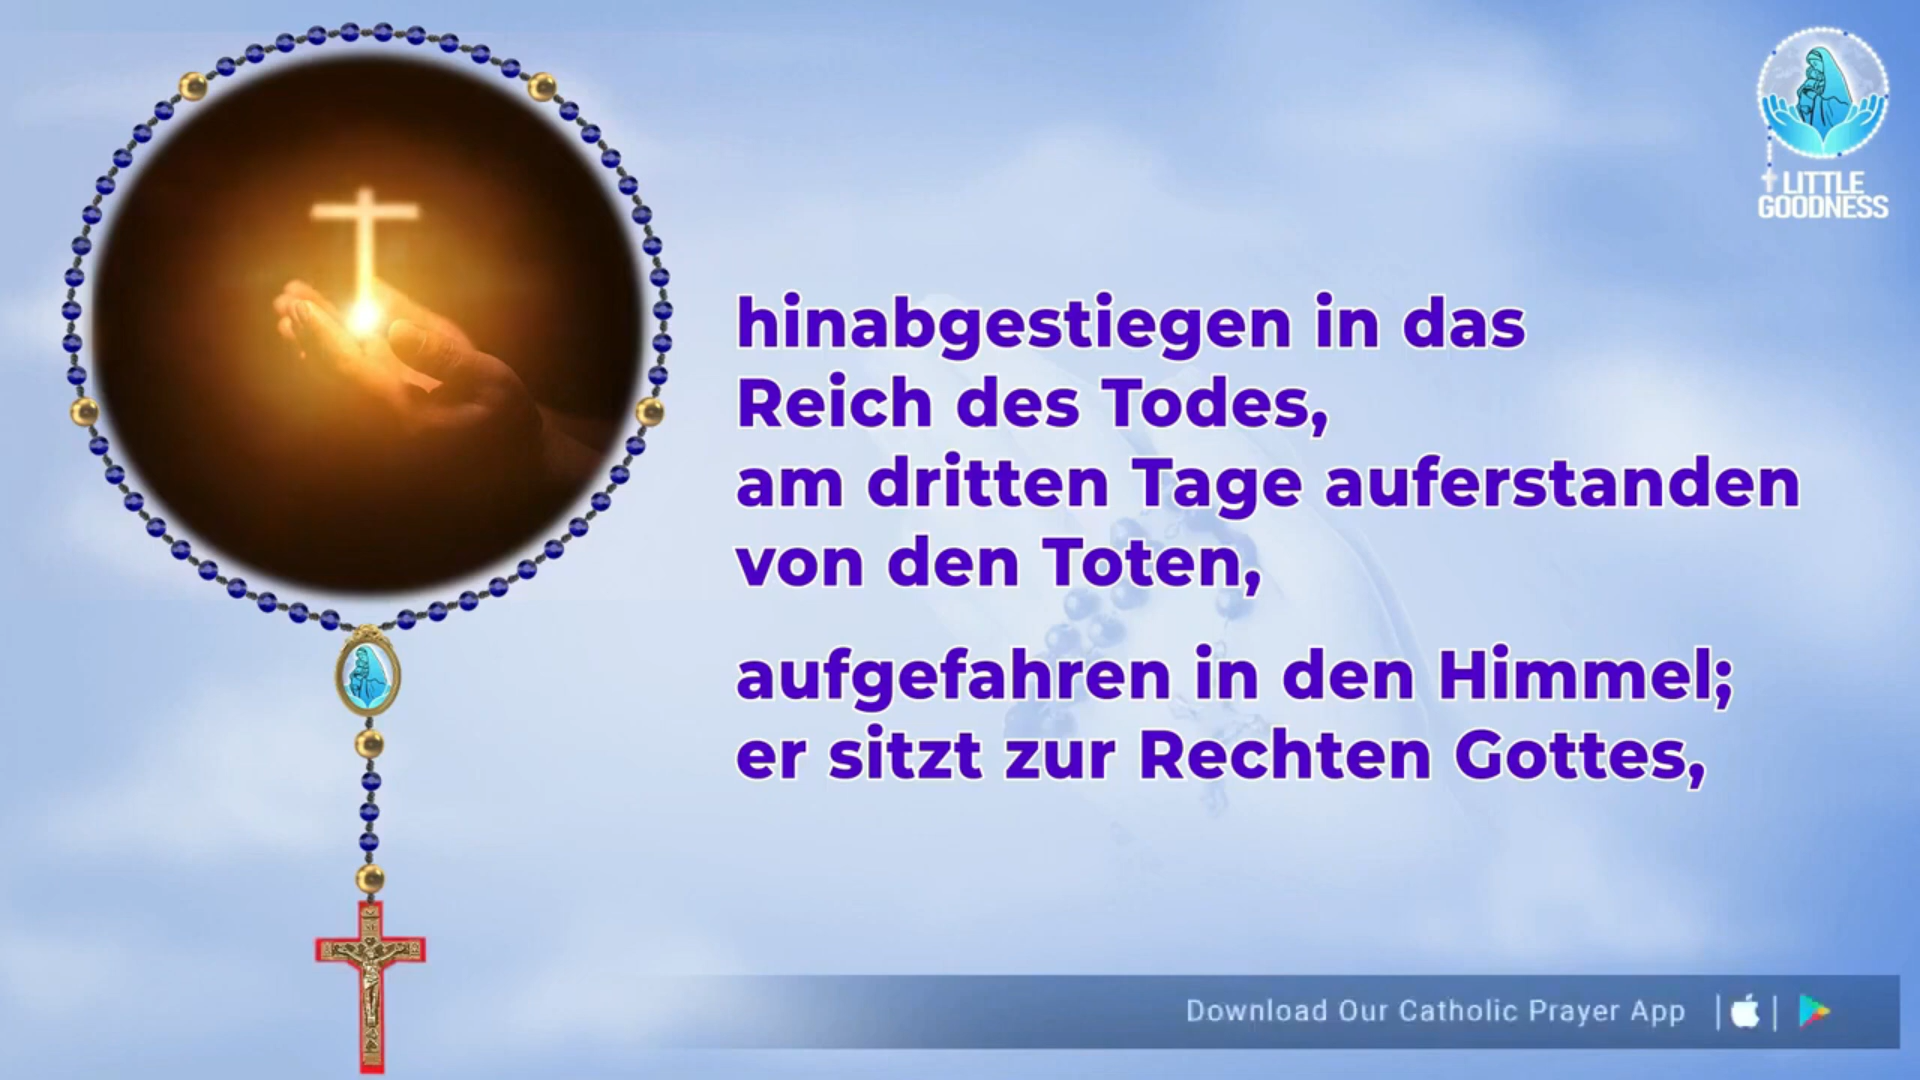 LITTLE
GOODNESS
hinabgestiegen in das
Reich des Todes,
am dritten Tage auferstanden
von den Toten,
aufgefahren in den Himmel;
er sitzt zur Rechten Gottes,
Download Our Catholic Prayer App